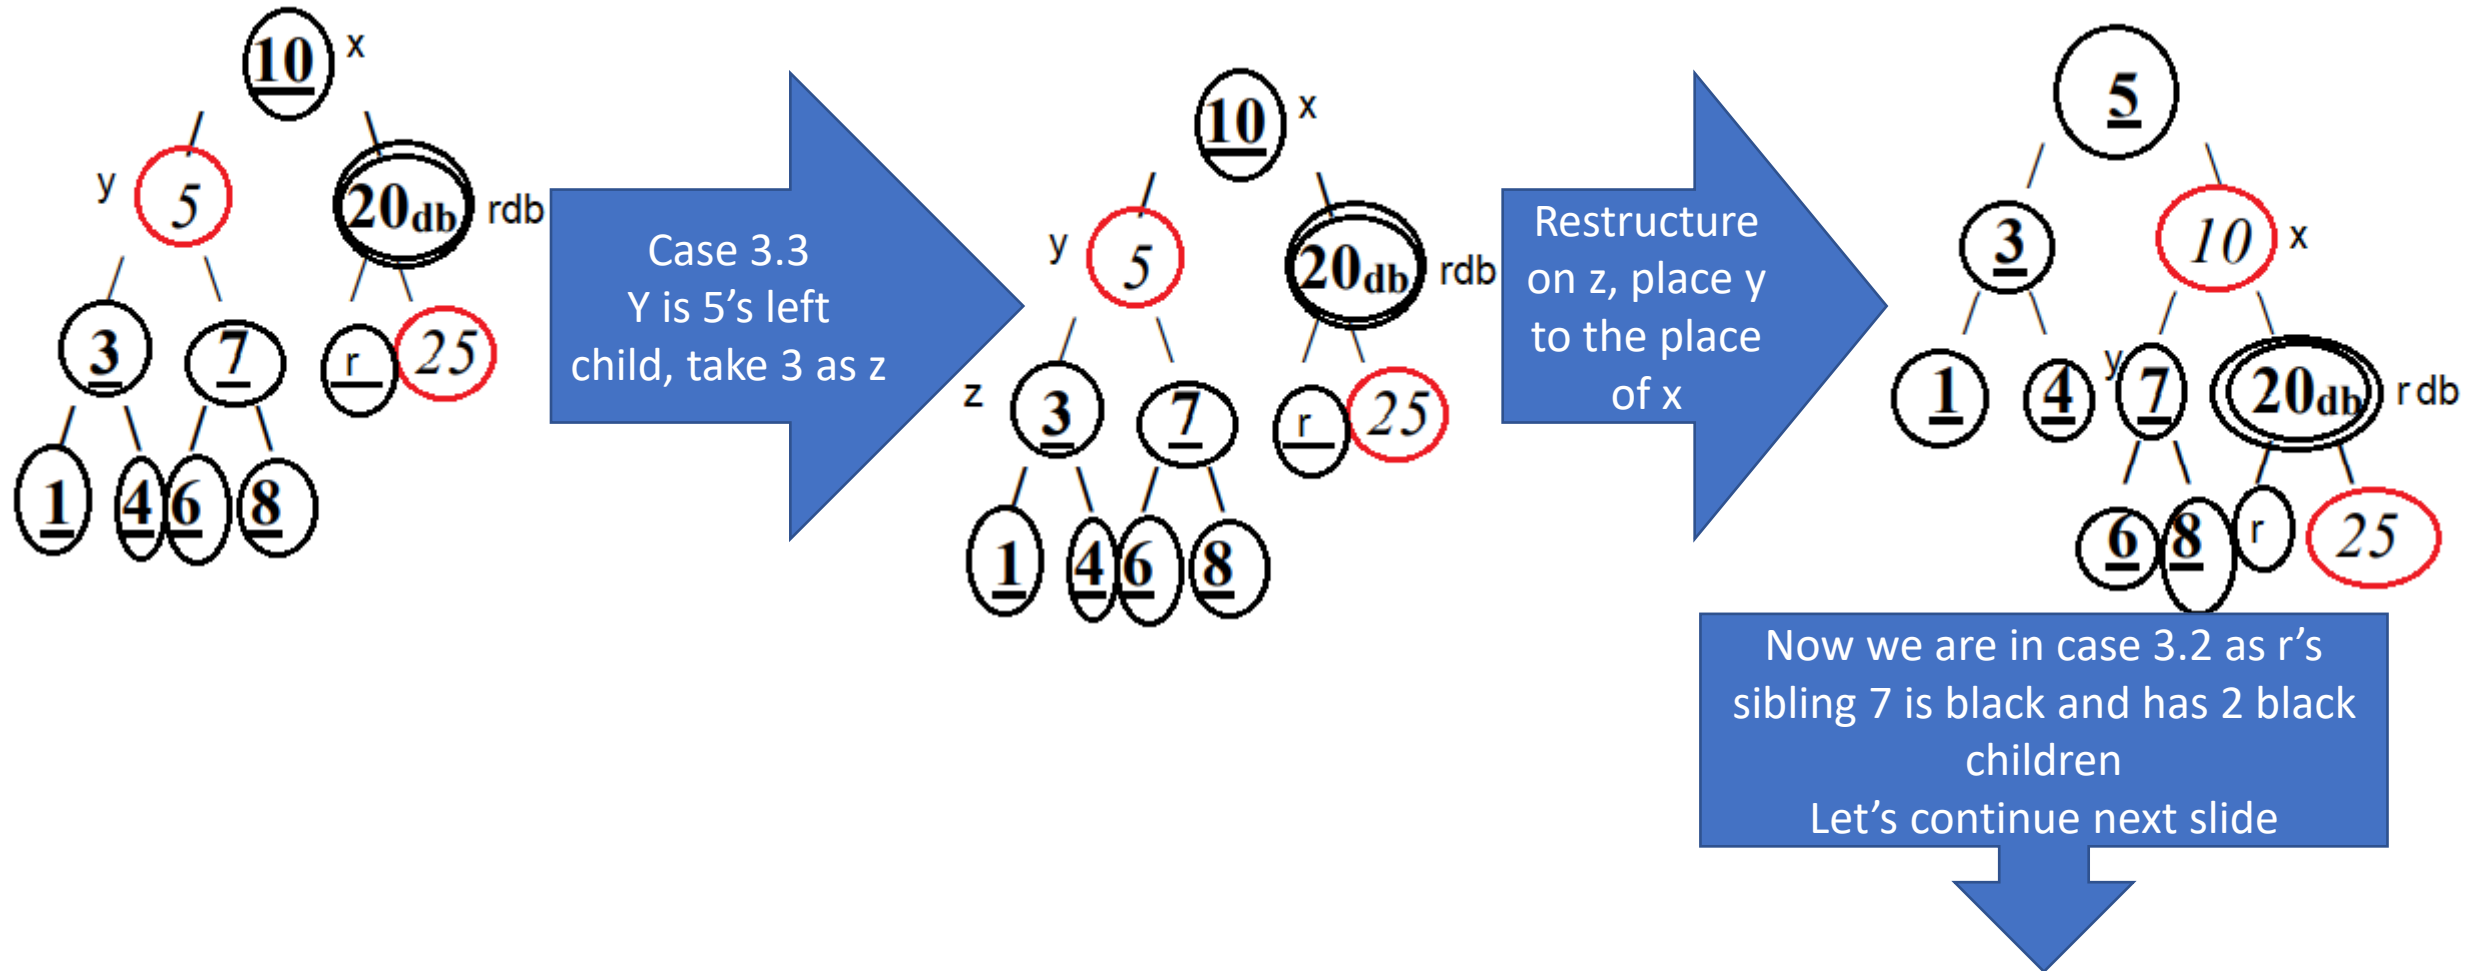 10 x
y 5 20db rdb
3 7 r 25
1 4 6 8
Case 3.3
Y is 5's left
child, take 3 as z
10 x
y 5 20db rdb
z 3 7 r 25
1 4 6 8
Restructure
on z, place y
to the place
of x
5
3 10 x
1 4 y 7 20db r db
6 8 r 25
Now we are in case 3.2 as r’s
sibling 7 is black and has 2 black
children
Let’s continue next slide